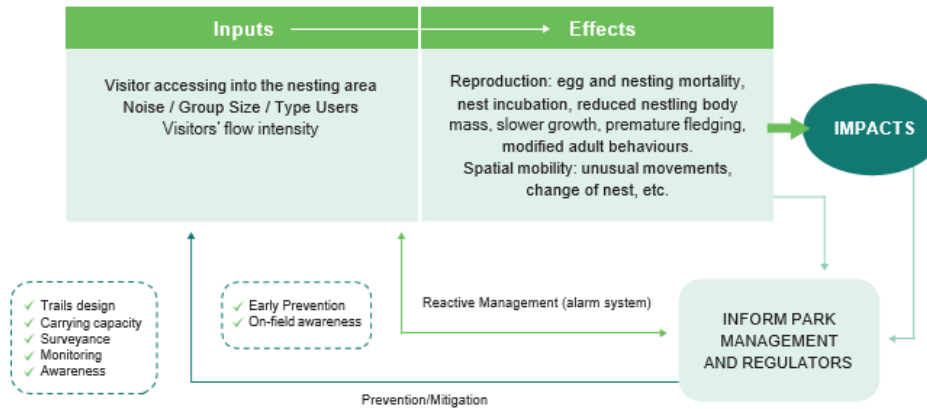 Inputs
Effects
Visitor accessing into the nesting area
Noise / Group Size / Type Users
Visitors' flow intensity
Reproduction: egg and nesting mortality,
nest incubation, reduced nestling body
mass, slower growth, premature fledging,
modified adult behaviours.
Spatial mobility: unusual movements,
change of nest, etc.
IMPACTS
Trails design
Carrying capacity
Surveyance
Monitoring
Awareness
Early Prevention
On-field awareness
Reactive Management (alarm system)
INFORM PARK
MANAGEMENT
AND REGULATORS
Prevention/Mitigation